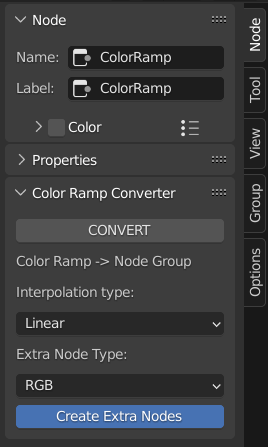 Node
Name: ColorRamp
Label: ColorRamp
Color
Properties
Color Ramp Converter
CONVERT
Color Ramp -> Node Group
Interpolation type:
Linear
Extra Node Type:
RGB
Create Extra Nodes
Node
Tool
View
Group
Options